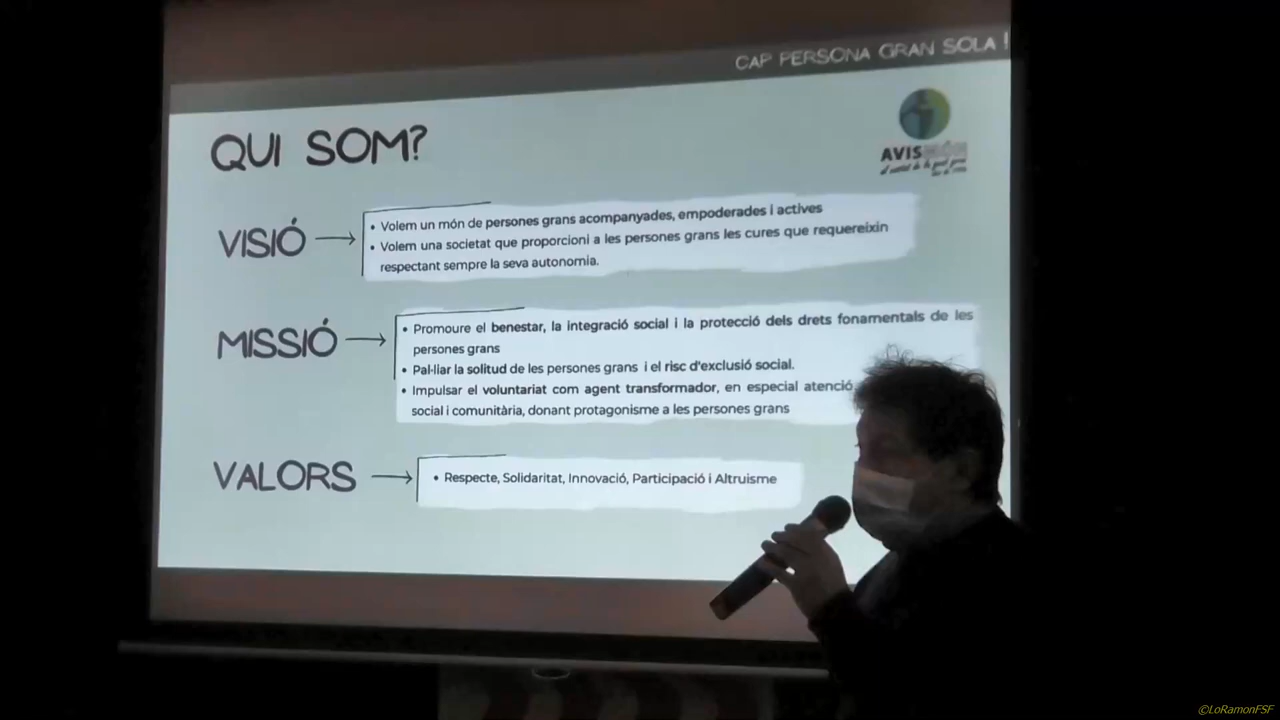 CAP PERSONA GRAN SOLA !
QUI SOM?
AVISMÓN
VISIÓ
• Volem un món de persones grans acompanyades, empoderades i actives
• Volem una societat que proporcioni a les persones grans les cures que requereixin
respectant sempre la seva autonomia.
MISSIÓ
• Promoure el benestar, la integració social i la protecció dels drets fonamentals de les
persones grans
• Pal·liar la solitud de les persones grans i el risc d'exclusió social.
• Impulsar el voluntariat com agent transformador, en especial atenció
social i comunitària, donant protagonisme a les persones grans
VALORS
• Respecte, Solidaritat, Innovació, Participació i Altruisme
©LoRamonFSF